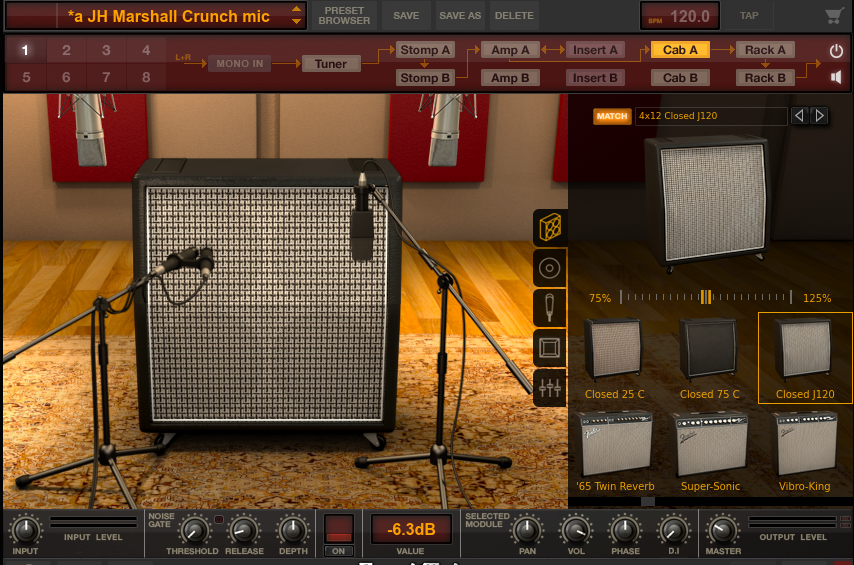 *a JH Marshall Crunch mic
PRESET
BROWSER
SAVE
SAVE AS
DELETE
BPM 120.0
TAP
1 2 3 4
5 6 7 8
L+R
MONO IN
Tuner
Stomp A
Amp A
Insert A
Cab A
Rack A
Stomp B
Amp B
Insert B
Cab B
Rack B
MATCH
4x12 Closed J120
75%
125%
Closed 25 C
Closed 75 C
Closed J120
'65 Twin Reverb
Super-Sonic
Vibro-King
INPUT
INPUT LEVEL
NOISE
GATE
THRESHOLD
RELEASE
DEPTH
ON
-6.3dB
VALUE
SELECTED
MODULE
PAN
VOL
PHASE
D.I
MASTER
OUTPUT LEVEL